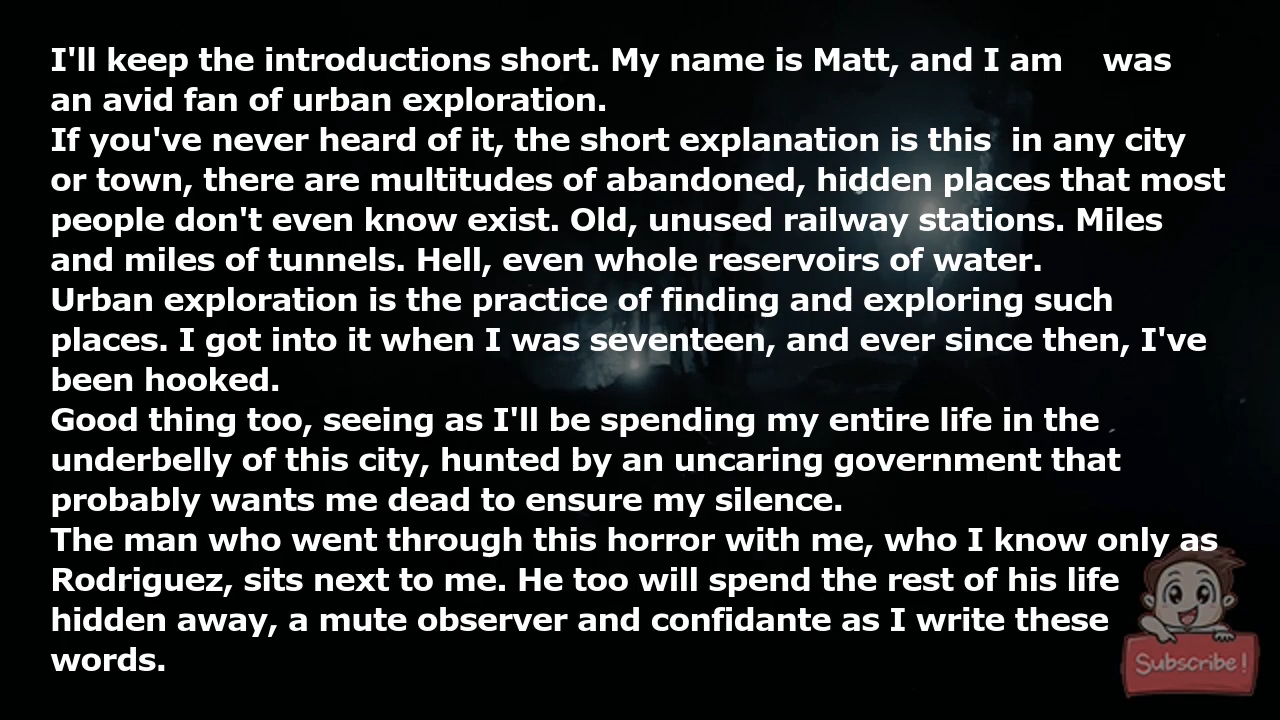 I'll keep the introductions short. My name is Matt, and I am    was
an avid fan of urban exploration.
If you've never heard of it, the short explanation is this  in any city
or town, there are multitudes of abandoned, hidden places that most
people don't even know exist. Old, unused railway stations. Miles
and miles of tunnels. Hell, even whole reservoirs of water.
Urban exploration is the practice of finding and exploring such
places. I got into it when I was seventeen, and ever since then, I've
been hooked.
Good thing too, seeing as I'll be spending my entire life in the
underbelly of this city, hunted by an uncaring government that
probably wants me dead to ensure my silence.
The man who went through this horror with me, who I know only as
Rodriguez, sits next to me. He too will spend the rest of his life
hidden away, a mute observer and confidante as I write these
words.
Subscribe!